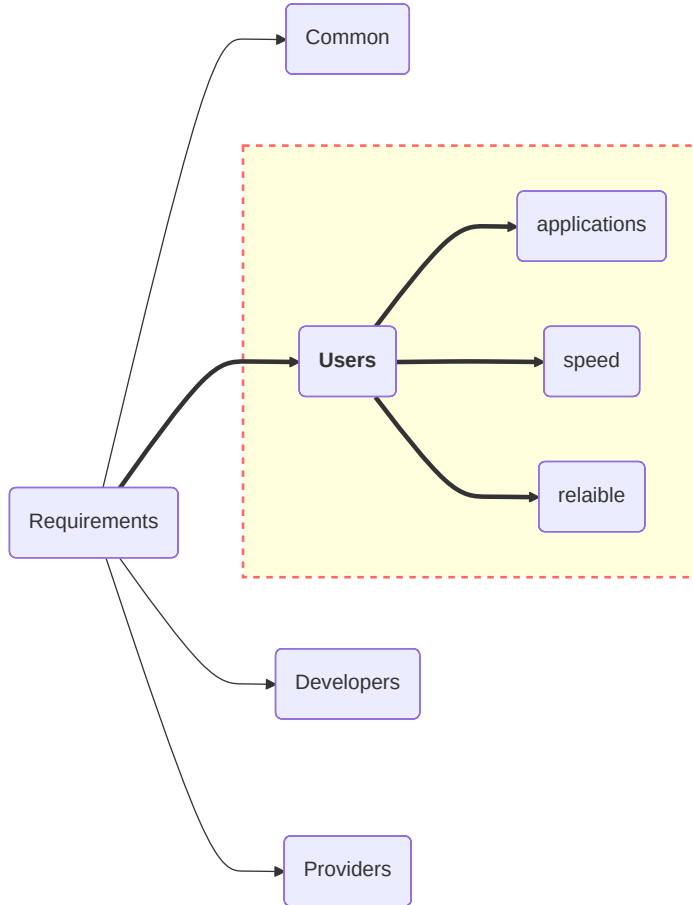 Common
applications
Users
speed
relaible
Requirements
Developers
Providers